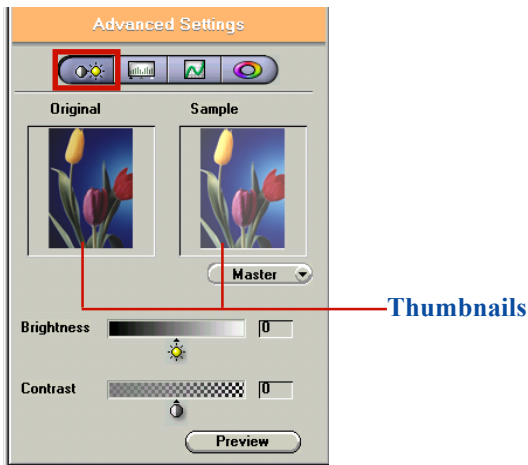 Advanced Settings
Original Sample
Master
Thumbnails
Brightness 0
Contrast 0
Preview